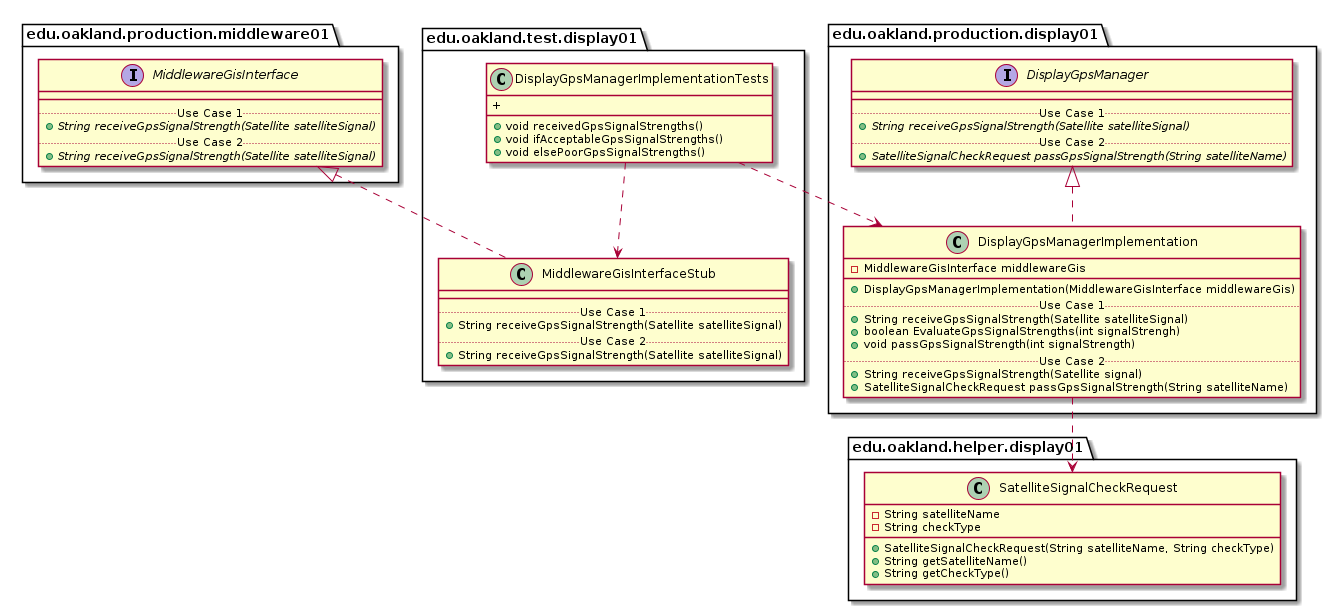 edu.oakland.production.middleware01
I MiddlewareGisInterface
Use Case 1
String receiveGpsSignalStrength(Satellite satelliteSignal)
Use Case 2
String receiveGpsSignalStrength(Satellite satelliteSignal)
edu.oakland.test.display01
C DisplayGpsManagerImplementationTests
+
void receivedGpsSignalStrengths()
void ifAcceptableGpsSignalStrengths()
void elsePoorGpsSignalStrengths()
C MiddlewareGisInterfaceStub
Use Case 1
String receiveGpsSignalStrength(Satellite satelliteSignal)
Use Case 2
String receiveGpsSignalStrength(Satellite satelliteSignal)
edu.oakland.production.display01
I DisplayGpsManager
Use Case 1
String receiveGpsSignalStrength(Satellite satelliteSignal)
Use Case 2
SatelliteSignalCheckRequest passGpsSignalStrength(String satelliteName)
C DisplayGpsManagerImplementation
MiddlewareGisInterface middlewareGis
DisplayGpsManagerImplementation(MiddlewareGisInterface middlewareGis)
Use Case 1
String receiveGpsSignalStrength(Satellite satelliteSignal)
boolean EvaluateGpsSignalStrengths(int signalStrengh)
void passGpsSignalStrength(int signalStrength)
Use Case 2
String receiveGpsSignalStrength(Satellite signal)
SatelliteSignalCheckRequest passGpsSignalStrength(String satelliteName)
edu.oakland.helper.display01
C SatelliteSignalCheckRequest
String satelliteName
String checkType
SatelliteSignalCheckRequest(String satelliteName, String checkType)
String getSatelliteName()
String getCheckType()